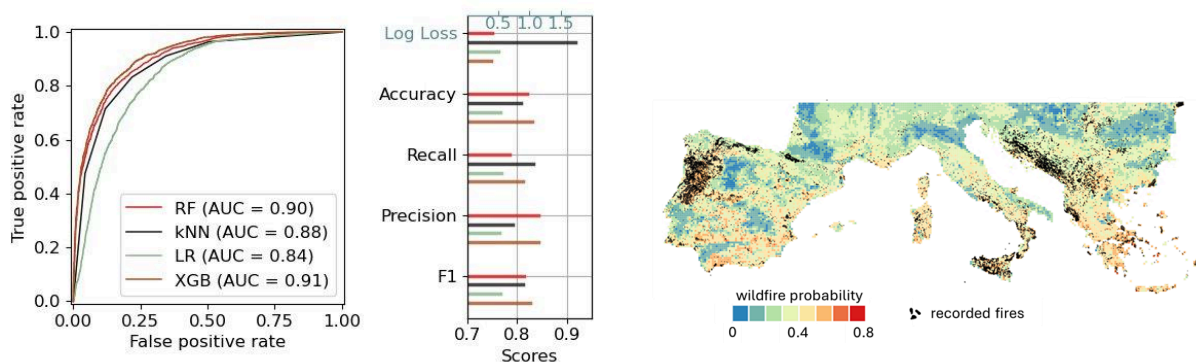 1.0
0.8
0.6
0.4
0.2
0.0
True positive rate
RF (AUC = 0.90)
kNN (AUC = 0.88)
LR (AUC = 0.84)
XGB (AUC = 0.91)
0.00 0.25 0.50 0.75 1.00
False positive rate
0.5 1.0 1.5
Log Loss
Accuracy
Recall
Precision
F1
0.7 0.8 0.9
Scores
wildfire probability
0 0.4 0.8
recorded fires